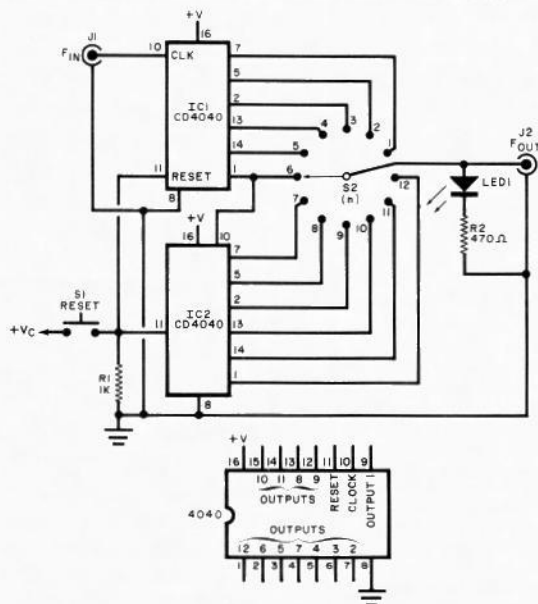 +V
J1
16
FIN
10
CLK
7
5
IC1
CD4040
2
13
14
11
RESET
1
8
4
3
2
5
1
6
S2
(n)
12
7
8
9
10
11
J2
FOUT
LED1
R2
470Ω
+V
16
10
7
5
IC2
CD4040
2
13
11
14
1
8
S1
RESET
+VC
R1
1K
+V
16 15 14 13 12 11 10 9
10 11 8 9
OUTPUTS
RESET
CLOCK
OUTPUT 1
4040
OUTPUTS
12 6 5 7 4 3 2
1 2 3 4 5 6 7 8